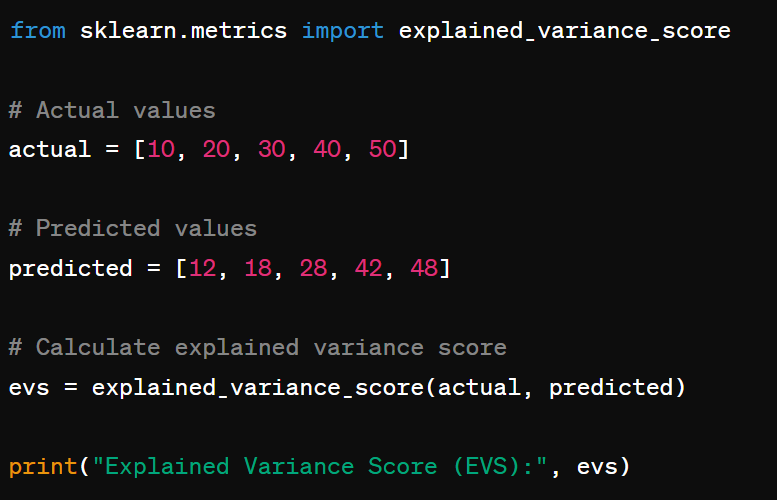 from sklearn.metrics import explained_variance_score
# Actual values
actual = [10, 20, 30, 40, 50]
# Predicted values
predicted = [12, 18, 28, 42, 48]
# Calculate explained variance score
evs = explained_variance_score(actual, predicted)
print("Explained Variance Score (EVS):", evs)